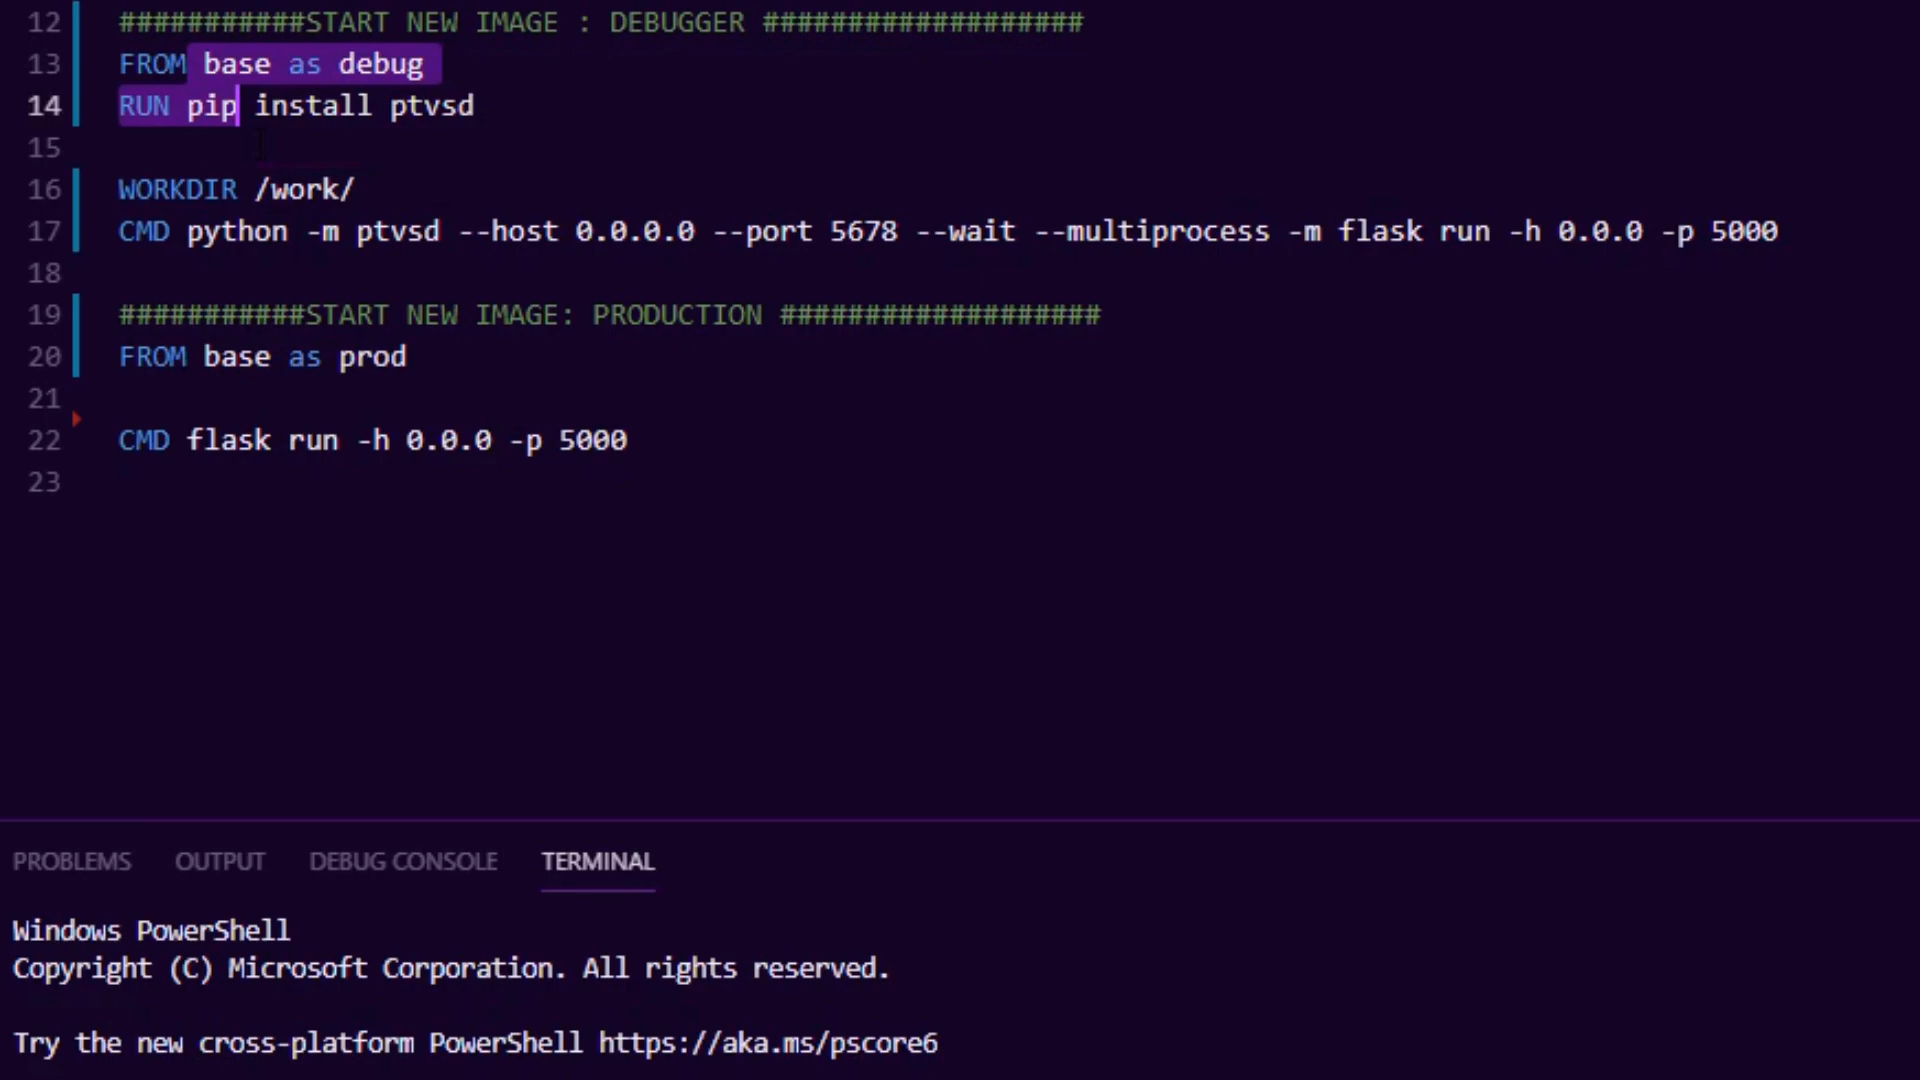 12 ###########START NEW IMAGE : DEBUGGER ###################
13 FROM base as debug
14 RUN pip install ptvsd
15
16 WORKDIR /work/
17 CMD python -m ptvsd --host 0.0.0.0 --port 5678 --wait --multiprocess -m flask run -h 0.0.0 -p 5000
18
19 ###########START NEW IMAGE: PRODUCTION ###################
20 FROM base as prod
21
22 CMD flask run -h 0.0.0 -p 5000
23
PROBLEMS OUTPUT DEBUG CONSOLE TERMINAL
Windows PowerShell
Copyright (C) Microsoft Corporation. All rights reserved.
Try the new cross-platform PowerShell https://aka.ms/pscore6